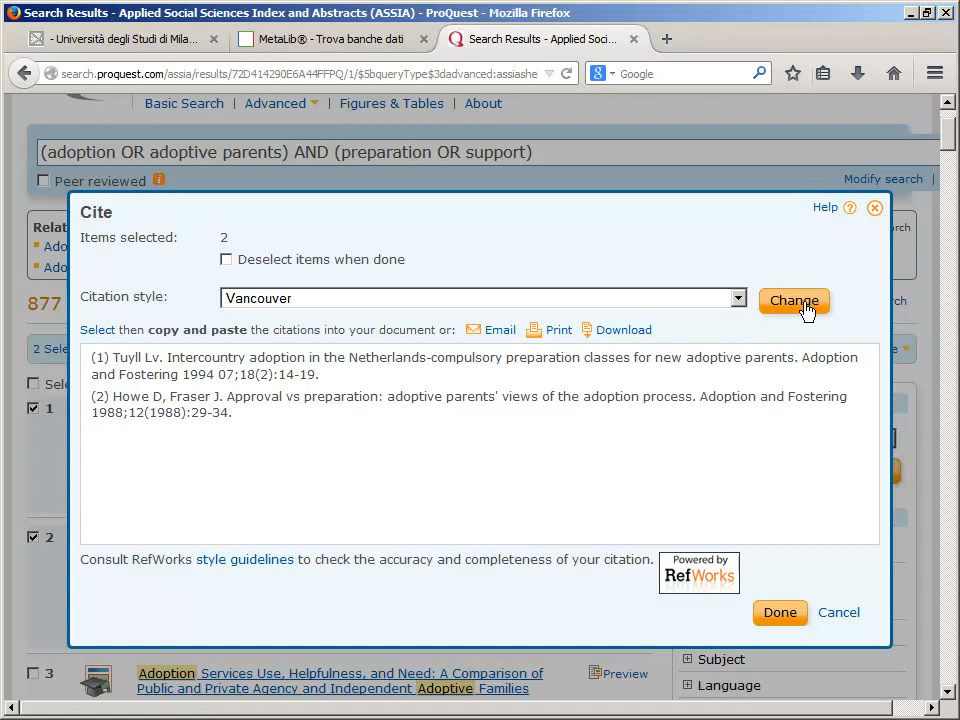 Search Results - Applied Social Sciences Index and Abstracts (ASSIA) - ProQuest - Mozilla Firefox
- Università degli Studi di Mila... × MetaLib® - Trova banche dati × Search Results - Applied Soci... × +
search.proquest.com/assia/results/72D414290E6A44FFPQ/1/$5bqueryType$3dadvanced:assiashe Google
Basic Search | Advanced | Figures & Tables | About
(adoption OR adoptive parents) AND (preparation OR support)
Peer reviewed
Modify search |
Cite
Help
Items selected: 2
Deselect items when done
Citation style: Vancouver Change
Select then copy and paste the citations into your document or: Email Print Download
(1) Tuyll Lv. Intercountry adoption in the Netherlands-compulsory preparation classes for new adoptive parents. Adoption
and Fostering 1994 07;18(2):14-19.
(2) Howe D, Fraser J. Approval vs preparation: adoptive parents' views of the adoption process. Adoption and Fostering
1988;12(1988):29-34.
Consult RefWorks style guidelines to check the accuracy and completeness of your citation.
Powered by
RefWorks
Done Cancel
877
1
2
3 Adoption Services Use, Helpfulness, and Need: A Comparison of
Public and Private Agency and Independent Adoptive Families
Preview
Subject
Language